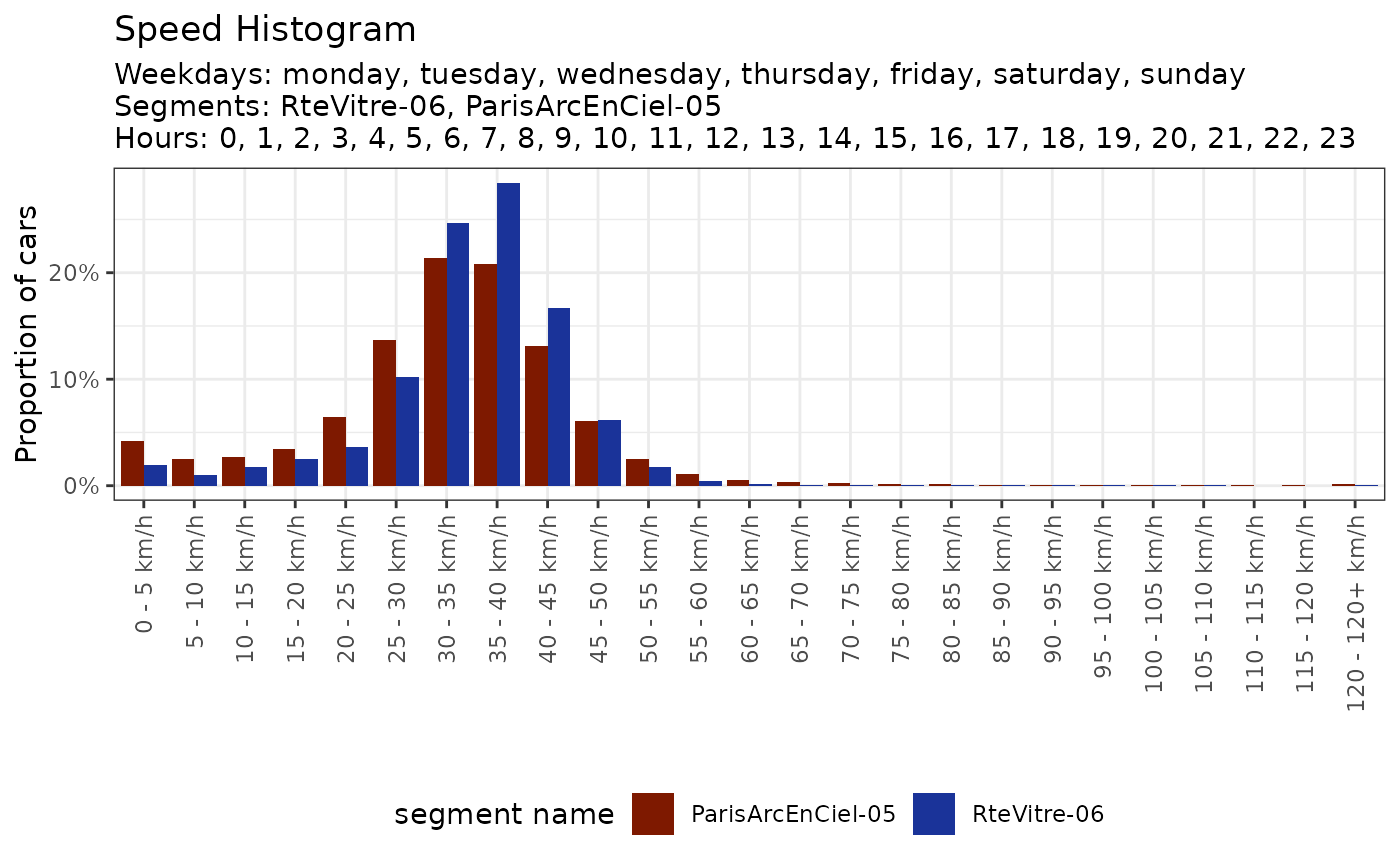 Speed Histogram
Weekdays: monday, tuesday, wednesday, thursday, friday, saturday, sunday
Segments: RteVitre-06, ParisArcEnCiel-05
Hours: 0, 1, 2, 3, 4, 5, 6, 7, 8, 9, 10, 11, 12, 13, 14, 15, 16, 17, 18, 19, 20, 21, 22, 23
Proportion of cars
20%
10%
0%
0 - 5 km/h
5 - 10 km/h
10 - 15 km/h
15 - 20 km/h
20 - 25 km/h
25 - 30 km/h
30 - 35 km/h
35 - 40 km/h
40 - 45 km/h
45 - 50 km/h
50 - 55 km/h
55 - 60 km/h
60 - 65 km/h
65 - 70 km/h
70 - 75 km/h
75 - 80 km/h
80 - 85 km/h
85 - 90 km/h
90 - 95 km/h
95 - 100 km/h
100 - 105 km/h
105 - 110 km/h
110 - 115 km/h
115 - 120 km/h
120 - 120+ km/h
segment name
ParisArcEnCiel-05
RteVitre-06